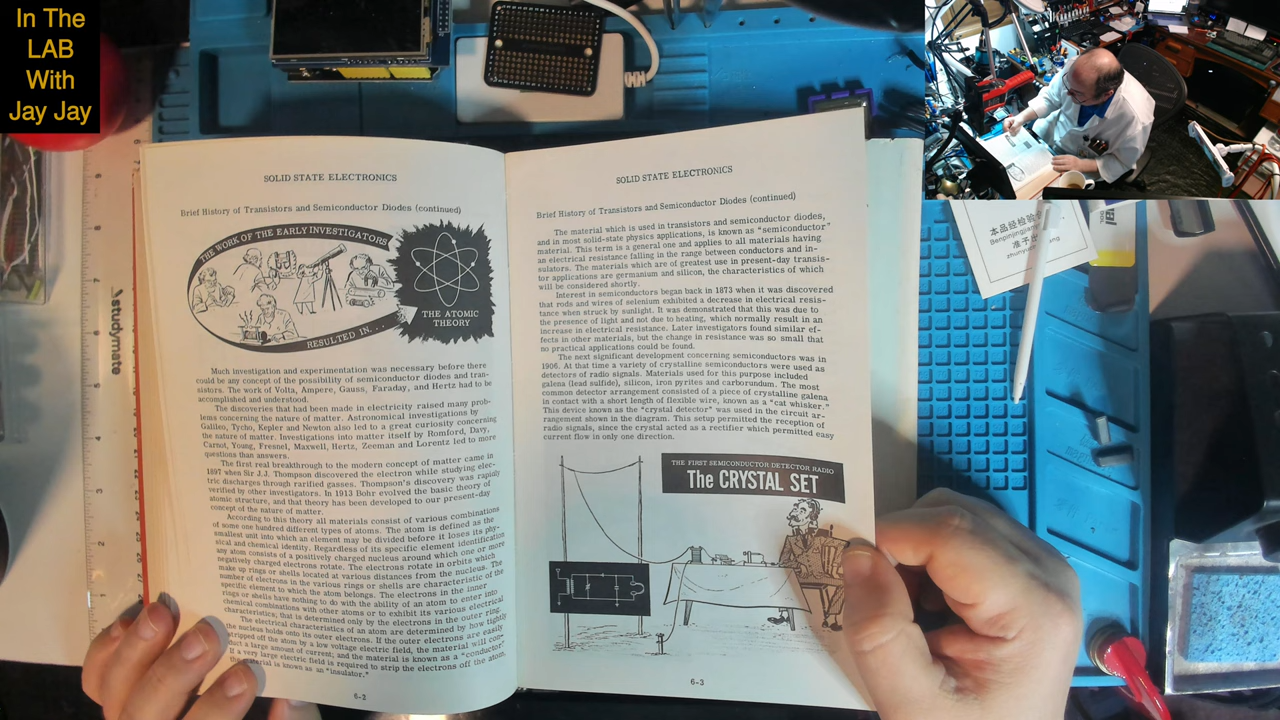 In The
LAB
With
Jay Jay
SOLID STATE ELECTRONICS
Brief History of Transistors and Semiconductor Diodes (continued)
THE WORK OF THE EARLY INVESTIGATORS
RESULTED IN. . .
THE ATOMIC
THEORY
Much investigation and experimentation was necessary before there
could be any concept of the possibility of semiconductor diodes and tran-
sistors. The work of Volta, Ampere, Gauss, Faraday, and Hertz had to be
accomplished and understood.
The discoveries that had been made in electricity raised many prob-
lems concerning the nature of matter. Astronomical investigations by
Galileo, Tycho, Kepler and Newton also led to a great curiosity concerning
the nature of matter. Investigations into matter itself by Romford, Davy,
Carnot, Young, Fresnel, Maxwell, Hertz, Zeeman and Lorentz led to more
questions than answers.
The first real breakthrough to the modern concept of matter came in
1897 when Sir J.J. Thompson discovered the electron while studying elec-
tric discharges through rarified gasses. Thompson's discovery was rapidly
verified by other investigators. In 1913 Bohr evolved the basic theory of
atomic structure, and that theory has been developed to our present-day
concept of the nature of matter.
According to this theory all materials consist of various combinations
of some one hundred different types of atoms. The atom is defined as the
smallest unit into which an element may be divided before it loses its phy-
sical and chemical identity. Regardless of its specific element identification
any atom consists of a positively charged nucleus around which one or more
negatively charged electrons rotate. The electrons rotate in orbits which
make up rings or shells located at various distances from the nucleus. The
number of electrons in the various rings or shells are characteristic of the
specific element to which the atom belongs. The electrons in the inner
rings or shells have nothing to do with the ability of an atom to enter into
chemical combinations with other atoms or to exhibit its various electrical
characteristics; that is determined only by the electrons in the outer ring.
The electrical characteristics of an atom are determined by how tightly
the nucleus holds onto its outer electrons. If the outer electrons are easily
stripped off the atom by a low voltage electric field, the material will con-
duct a large amount of current; and the material is known as a "conductor."
If a very large electric field is required to strip the electrons off the atom,
the material is known as an "insulator."
6-2
SOLID STATE ELECTRONICS
Brief History of Transistors and Semiconductor Diodes (continued)
The material which is used in transistors and semiconductor diodes,
and in most solid-state physics applications, is known as "semiconductor"
material. This term is a general one and applies to all materials having
an electrical resistance falling in the range between conductors and in-
sulators. The materials which are of greatest use in present-day transis-
tor applications are germanium and silicon, the characteristics of which
will be considered shortly.
Interest in semiconductors began back in 1873 when it was discovered
that rods and wires of selenium exhibited a decrease in electrical resis-
tance when struck by sunlight. It was demonstrated that this was due to
the presence of light and not due to heating, which normally result in an
increase in electrical resistance. Later investigators found similar ef-
fects in other materials, but the change in resistance was so small that
no practical applications could be found.
The next significant development concerning semiconductors was in
1906. At that time a variety of crystalline semiconductors were used as
detectors of radio signals. Materials used for this purpose included
galena (lead sulfide), silicon, iron pyrites and carborundum. The most
common detector arrangement consisted of a piece of crystalline galena
in contact with a short length of flexible wire, known as a "cat whisker."
This device known as the "crystal detector" was used in the circuit ar-
rangement shown in the diagram. This setup permitted the reception of
radio signals, since the crystal acted as a rectifier which permitted easy
current flow in only one direction.
THE FIRST SEMICONDUCTOR DETECTOR RADIO
The CRYSTAL SET
6-3
studymate
本品经检验
准予出